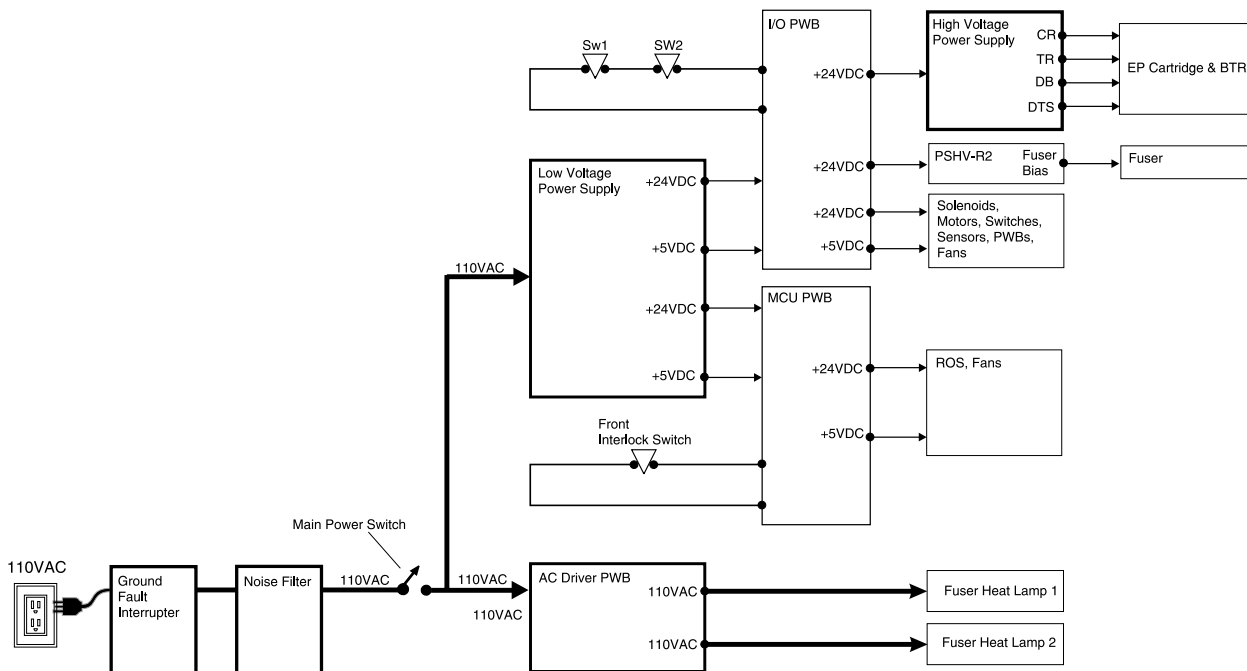 I/O PWB
High Voltage
Power Supply
CR
TR
DB
DTS
EP Cartridge & BTR
Sw1
SW2
+24VDC
+24VDC
PSHV-R2
Fuser
Bias
Fuser
+24VDC
+5VDC
Solenoids,
Motors, Switches,
Sensors, PWBs,
Fans
Low Voltage
Power Supply
+24VDC
+5VDC
+24VDC
+5VDC
110VAC
MCU PWB
+24VDC
+5VDC
ROS, Fans
Front
Interlock Switch
Main Power Switch
110VAC
Ground
Fault
Interrupter
Noise Filter
110VAC
110VAC
110VAC
AC Driver PWB
110VAC
110VAC
Fuser Heat Lamp 1
Fuser Heat Lamp 2